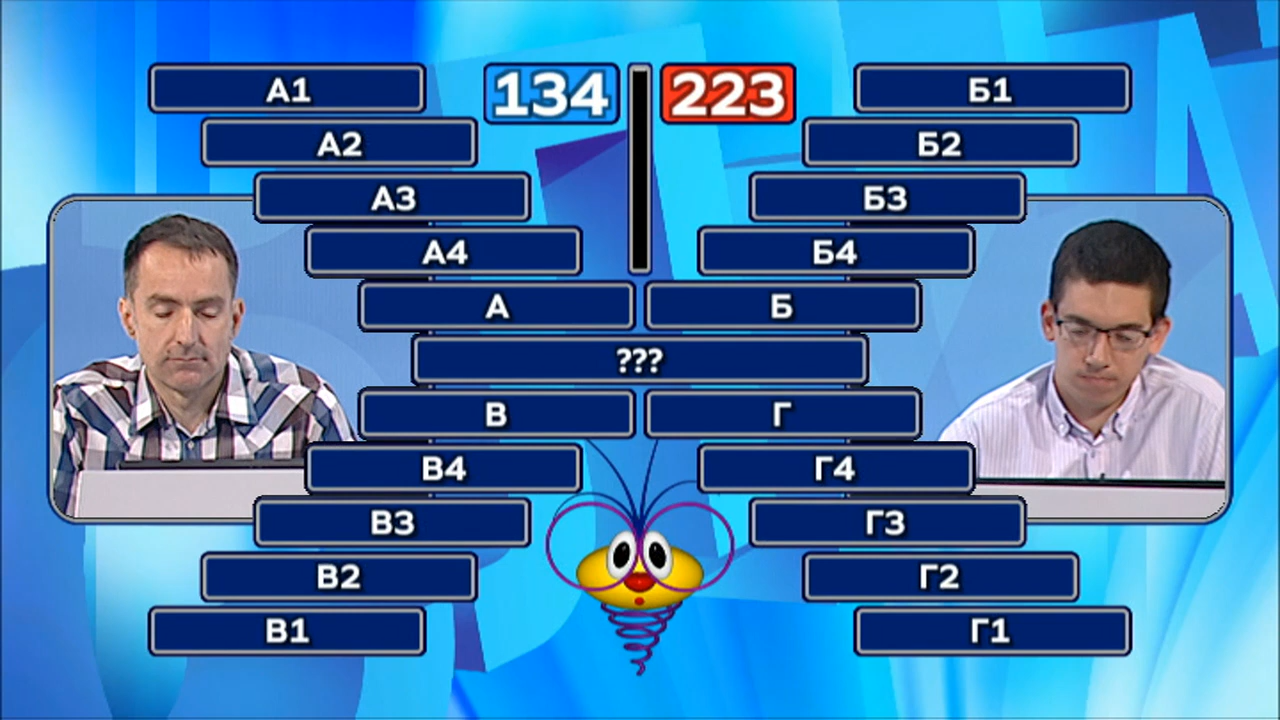 А1 134 223 Б1
А2 Б2
А3 Б3
А4 Б4
А Б
???
В Г
В4 Г4
В3 Г3
В2 Г2
В1 Г1